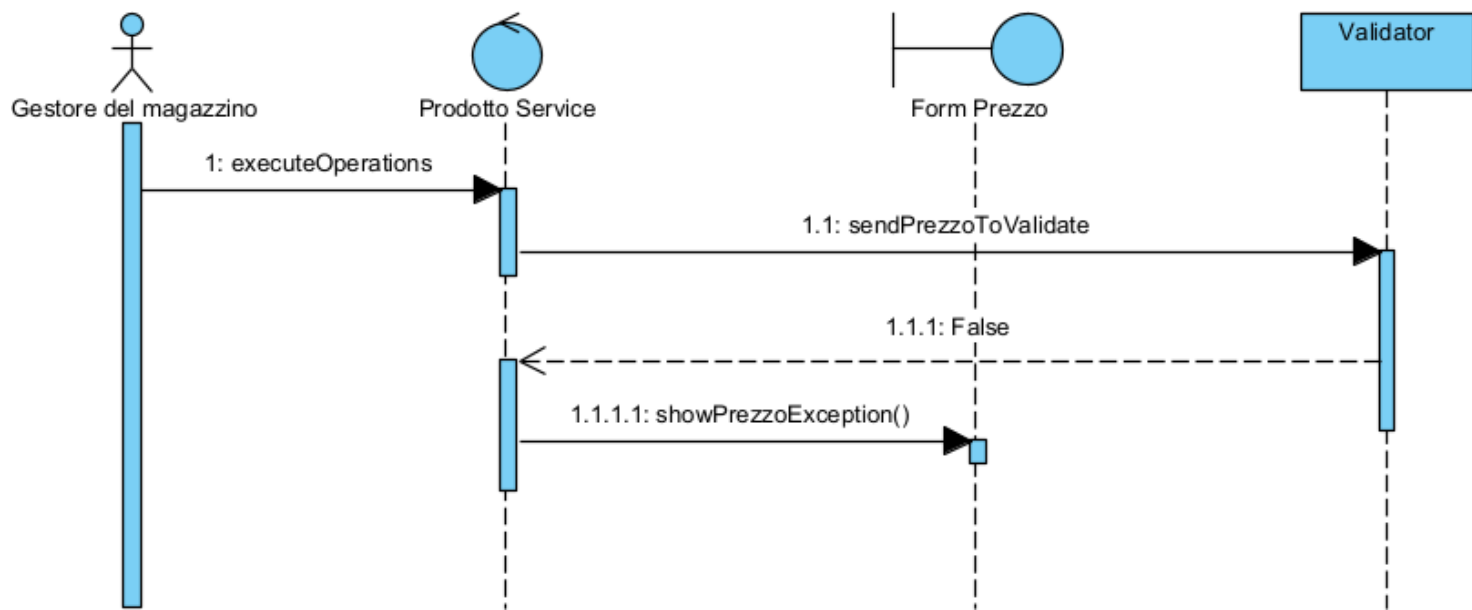 Validator
Gestore del magazzino
Prodotto Service
Form Prezzo
1: executeOperations
1.1: sendPrezzoToValidate
1.1.1: False
1.1.1.1: showPrezzoException()